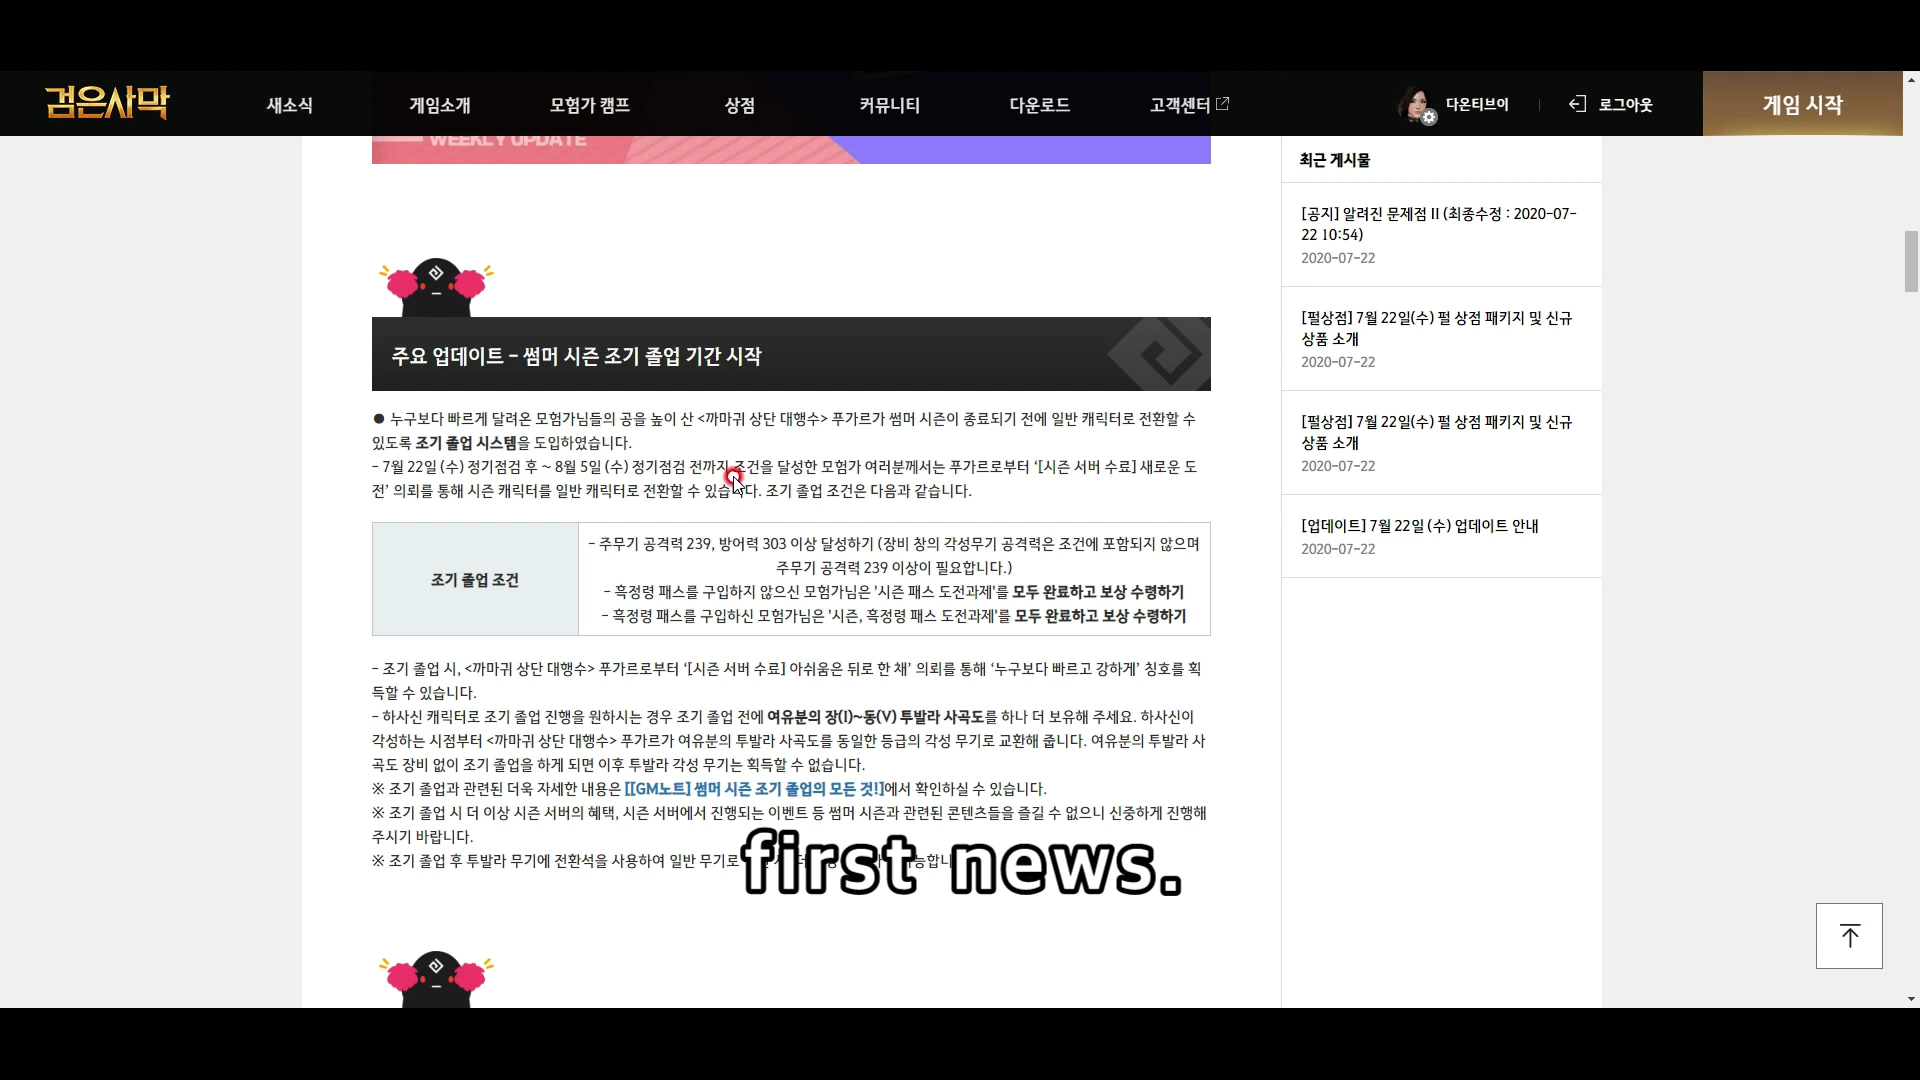 검은사막
새소식
게임소개
모험가 캠프
상점
커뮤니티
다운로드
고객센터
다온티브이
로그아웃
게임 시작
WEEKLY UPDATE
주요 업데이트 - 썸머 시즌 조기 졸업 기간 시작
● 누구보다 빠르게 달려온 모험가님들의 공을 높이 산 <까마귀 상단 대행수> 푸가르가 썸머 시즌이 종료되기 전에 일반 캐릭터로 전환할 수
있도록 조기 졸업 시스템을 도입하였습니다.
- 7월 22일 (수) 정기점검 후 ~ 8월 5일 (수) 정기점검 전까지 조건을 달성한 모험가 여러분께서는 푸가르로부터 ‘[시즌 서버 수료] 새로운 도
전’ 의뢰를 통해 시즌 캐릭터를 일반 캐릭터로 전환할 수 있습니다. 조기 졸업 조건은 다음과 같습니다.
조기 졸업 조건
- 주무기 공격력 239, 방어력 303 이상 달성하기 (장비 창의 각성무기 공격력은 조건에 포함되지 않으며
주무기 공격력 239 이상이 필요합니다.)
- 흑정령 패스를 구입하지 않으신 모험가님은 '시즌 패스 도전과제'를 모두 완료하고 보상 수령하기
- 흑정령 패스를 구입하신 모험가님은 '시즌, 흑정령 패스 도전과제'를 모두 완료하고 보상 수령하기
- 조기 졸업 시, <까마귀 상단 대행수> 푸가르로부터 ‘[시즌 서버 수료] 아쉬움은 뒤로 한 채’ 의뢰를 통해 ‘누구보다 빠르고 강하게’ 칭호를 획
득할 수 있습니다.
- 하사신 캐릭터로 조기 졸업 진행을 원하시는 경우 조기 졸업 전에 여유분의 장(I)~동(V) 투발라 사곡도를 하나 더 보유해 주세요. 하사신이
각성하는 시점부터 <까마귀 상단 대행수> 푸가르가 여유분의 투발라 사곡도를 동일한 등급의 각성 무기로 교환해 줍니다. 여유분의 투발라 사
곡도 장비 없이 조기 졸업을 하게 되면 이후 투발라 각성 무기는 획득할 수 없습니다.
※ 조기 졸업과 관련된 더욱 자세한 내용은 [[GM노트] 썸머 시즌 조기 졸업의 모든 것!]에서 확인하실 수 있습니다.
※ 조기 졸업 시 더 이상 시즌 서버의 혜택, 시즌 서버에서 진행되는 이벤트 등 썸머 시즌과 관련된 콘텐츠들을 즐길 수 없으니 신중하게 진행해
주시기 바랍니다.
※ 조기 졸업 후 투발라 무기에 전환석을 사용하여 일반 무기로
first news.
최근 게시물
[공지] 알려진 문제점 II (최종수정 : 2020-07-
22 10:54)
2020-07-22
[펄상점] 7월 22일(수) 펄 상점 패키지 및 신규
상품 소개
2020-07-22
[펄상점] 7월 22일(수) 펄 상점 패키지 및 신규
상품 소개
2020-07-22
[업데이트] 7월 22일 (수) 업데이트 안내
2020-07-22